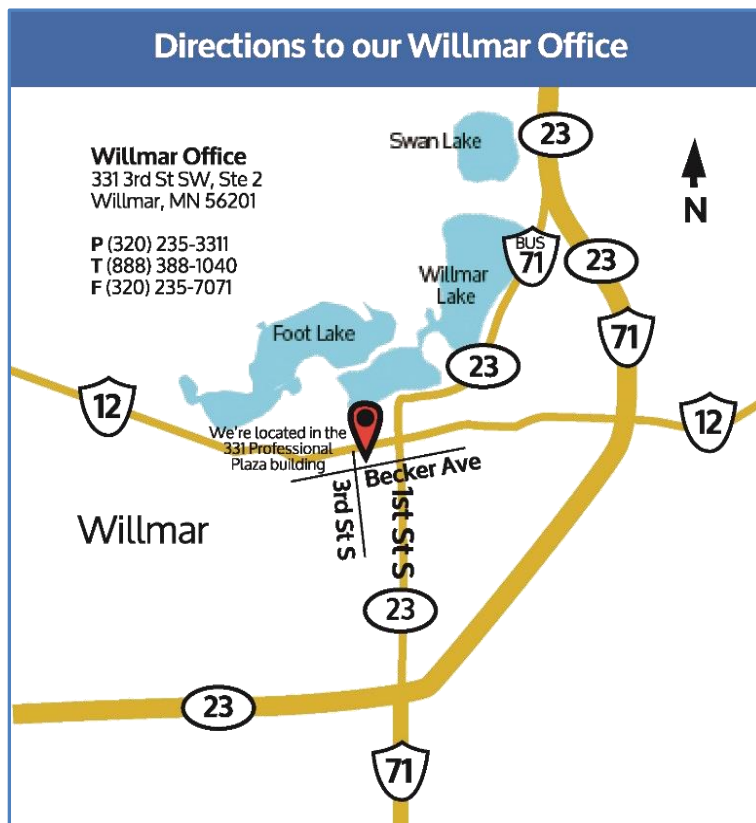 Directions to our Willmar Office
Willmar Office
331 3rd St SW, Ste 2
Willmar, MN 56201
P (320) 235-3311
T (888) 388-1040
F (320) 235-7071
Swan Lake
23
N
BUS
71
23
Willmar
Lake
71
Foot Lake
23
12
12
We're located in the
331 Professional
Plaza building
Becker Ave
3rd St S
1st St S
Willmar
23
23
71